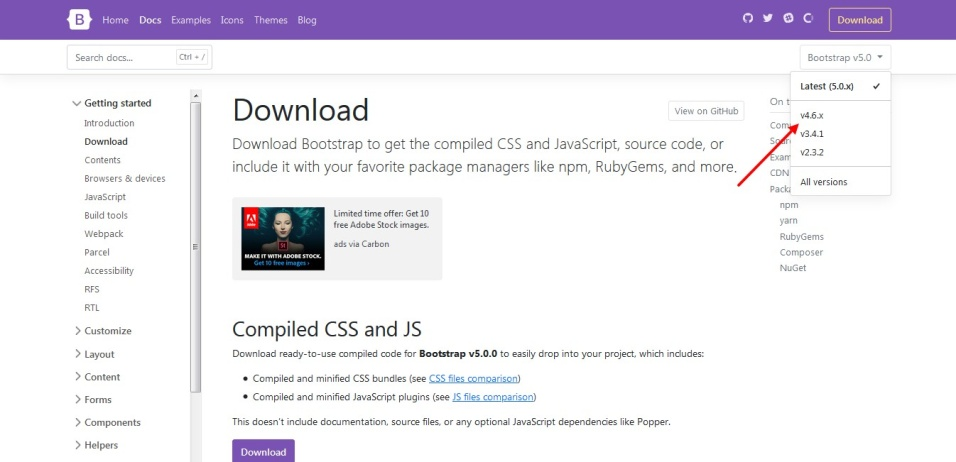 B Home Docs Examples Icons Themes Blog Download
Search docs... Ctrl + / Bootstrap v5.0
Latest (5.0.x)
v4.6.x
v3.4.1
v2.3.2
All versions
Getting started
Introduction
Download
Contents
Browsers & devices
JavaScript
Build tools
Webpack
Parcel
Accessibility
RFS
RTL
Customize
Layout
Content
Forms
Components
Helpers
Download
View on GitHub
Download Bootstrap to get the compiled CSS and JavaScript, source code, or
include it with your favorite package managers like npm, RubyGems, and more.
Adobe
St
MAKE IT WITH ADOBE STOCK.
Get 10 free images ›
Limited time offer: Get 10
free Adobe Stock images.
ads via Carbon
Compiled CSS and JS
Download ready-to-use compiled code for Bootstrap v5.0.0 to easily drop into your project, which includes:
• Compiled and minified CSS bundles (see CSS files comparison)
• Compiled and minified JavaScript plugins (see JS files comparison)
This doesn't include documentation, source files, or any optional JavaScript dependencies like Popper.
Download
On t
Com
Sour
Exam
CDN
Packa
npm
yarn
RubyGems
Composer
NuGet